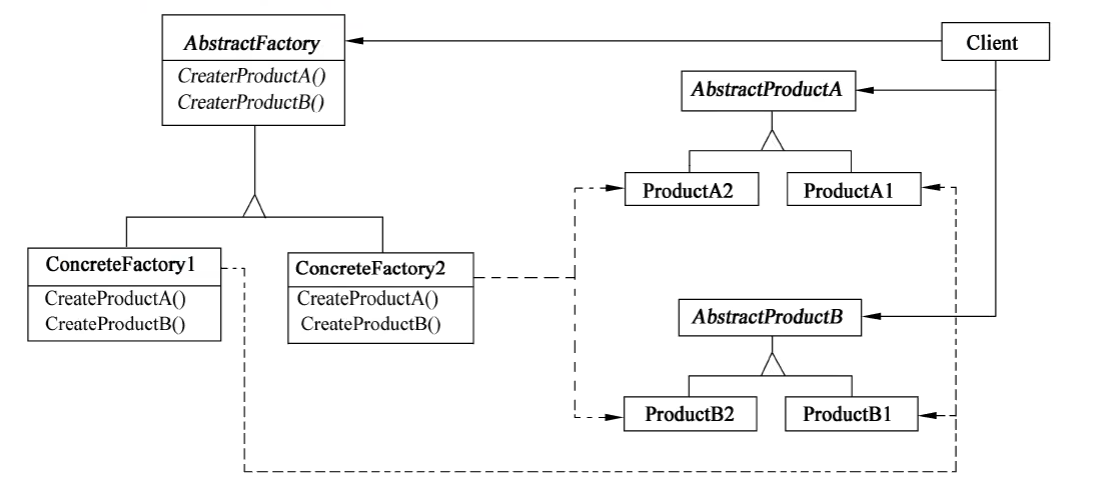 AbstractFactory
CreaterProductA()
CreaterProductB()
Client
AbstractProductA
ProductA2
ProductA1
ConcreteFactory1
CreateProductA()
CreateProductB()
ConcreteFactory2
CreateProductA()
CreateProductB()
AbstractProductB
ProductB2
ProductB1